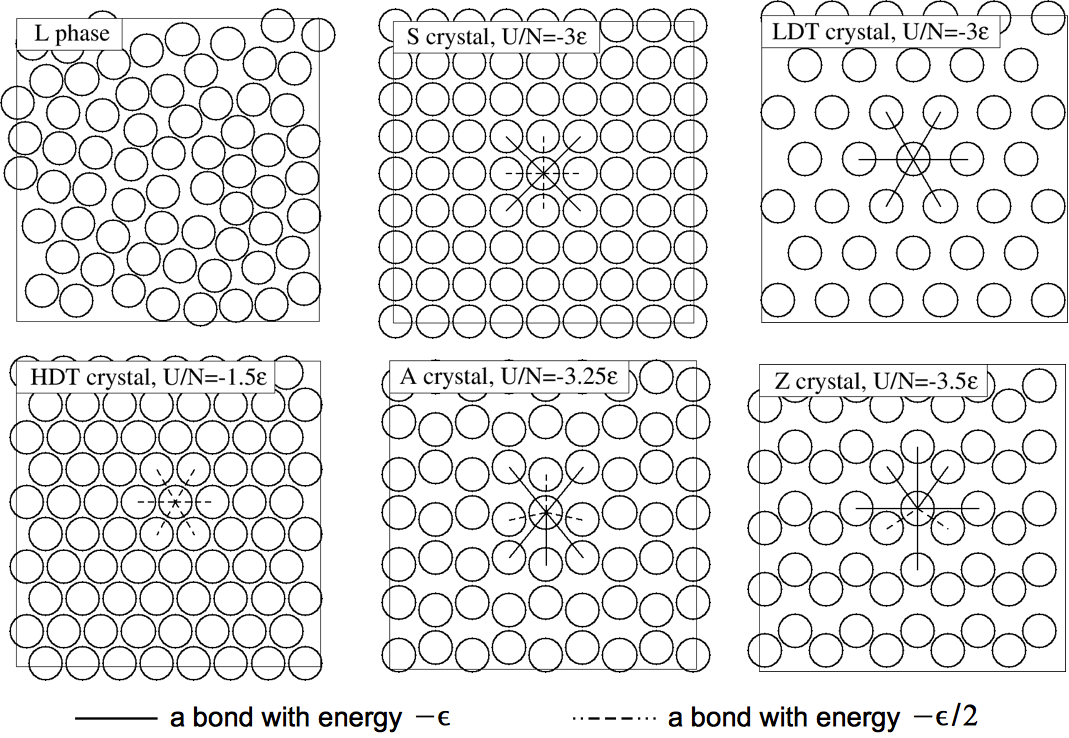 L phase
S crystal, U/N=-3ε
LDT crystal, U/N=-3ε
HDT crystal, U/N=-1.5ε
A crystal, U/N=-3.25ε
Z crystal, U/N=-3.5ε
a bond with energy −ϵ
a bond with energy −ϵ/2